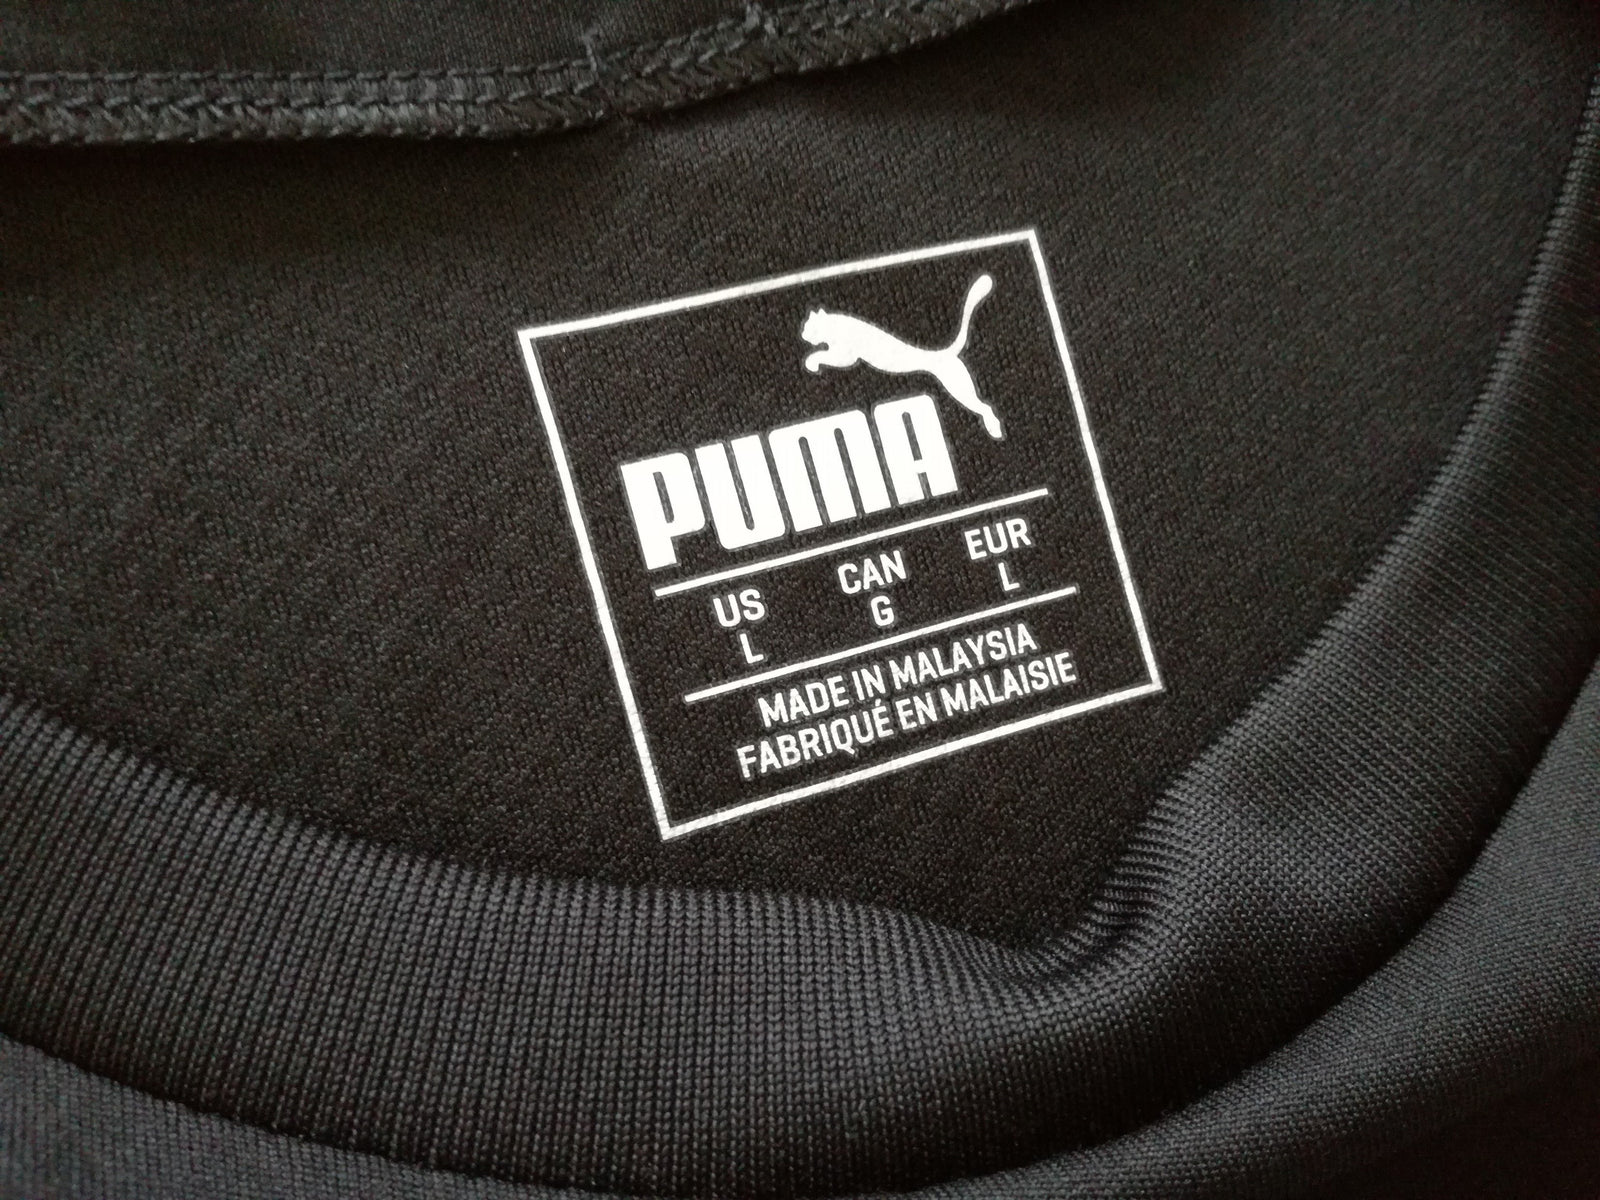 PUMA
US CAN EUR
L G L
MADE IN MALAYSIA
FABRIQUÉ EN MALAISIE